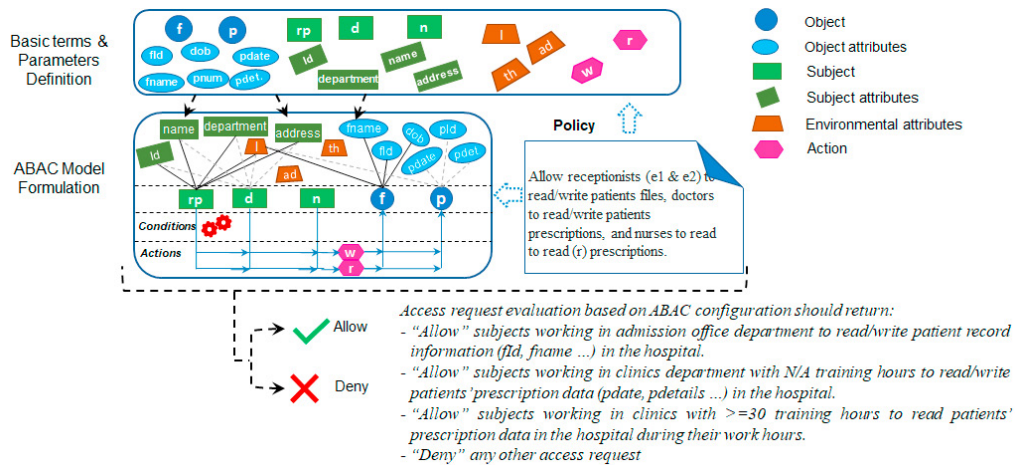 Basic terms &
Parameters
Definition
f
p
rp
d
n
l
ad
r
fId
dob
pdate
Id
name
th
w
fname
pnum
pdet.
department
address
Object
Object attributes
Subject
Subject attributes
Environmental attributes
Action
Policy
ABAC Model
Formulation
name
department
address
l
th
fname
dob
pId
Id
ad
fId
pdate
pdet.
rp
d
n
f
p
Conditions
Actions
w
r
Allow receptionists (e1 & e2) to
read/write patients files, doctors
to read/write patients
prescriptions, and nurses to read
to read (r) prescriptions.
Allow
Deny
Access request evaluation based on ABAC configuration should return:
- “Allow” subjects working in admission office department to read/write patient record
information (fId, fname …) in the hospital.
- “Allow” subjects working in clinics department with N/A training hours to read/write
patients’prescription data (pdate, pdetails …) in the hospital.
- “Allow” subjects working in clinics with >=30 training hours to read patients’
prescription data in the hospital during their work hours.
- “Deny” any other access request